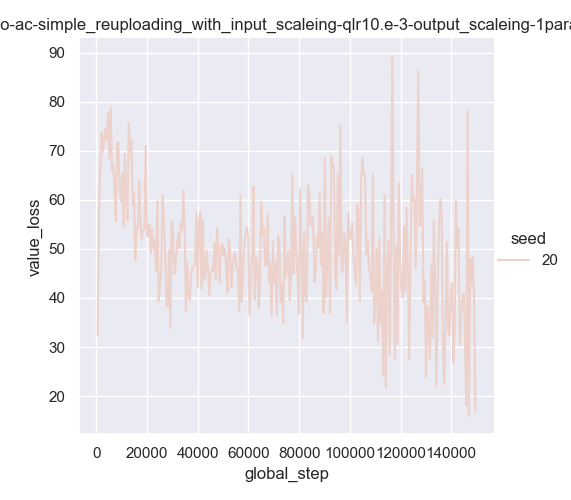 o-ac-simple_reuploading_with_input_scaleing-qlr10.e-3-output_scaleing-1para
90
80
70
60
50
40
30
20
value_loss
0 20000 40000 60000 80000 100000 120000 140000
global_step
seed
20